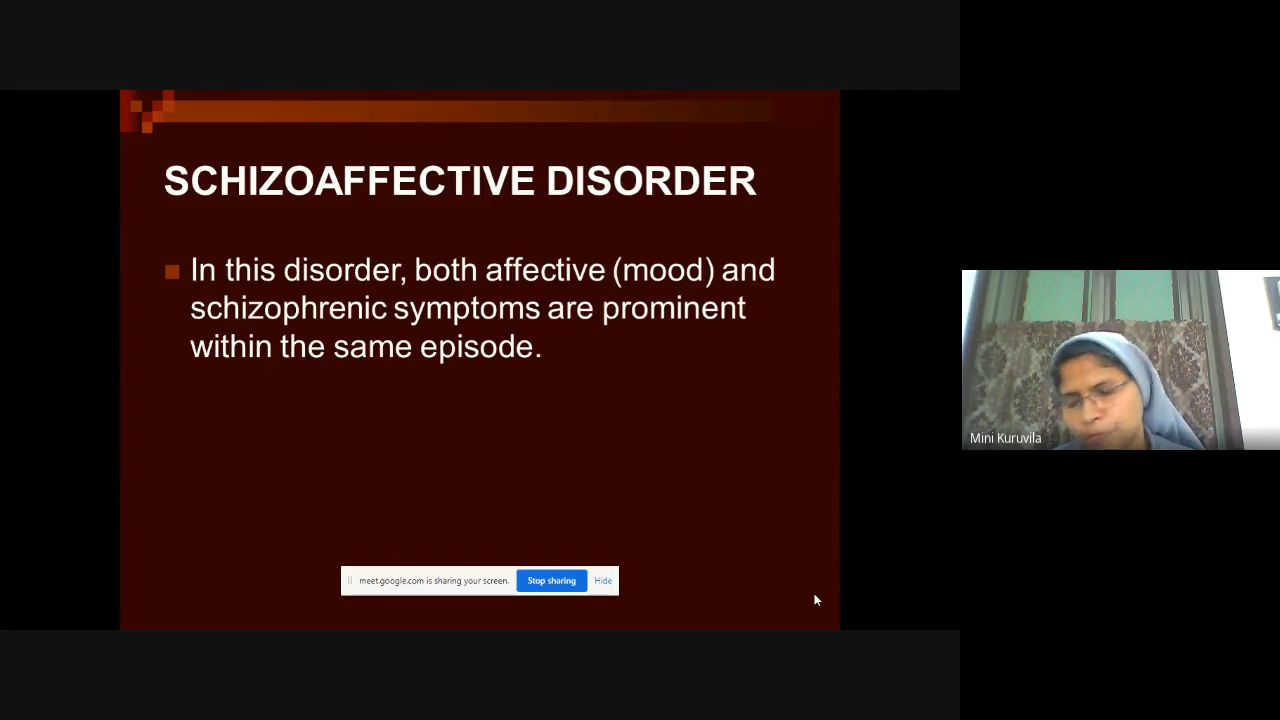 SCHIZOAFFECTIVE DISORDER
In this disorder, both affective (mood) and
schizophrenic symptoms are prominent
within the same episode.
meet.google.com is sharing your screen.
Stop sharing
Hide
Mini Kuruvila